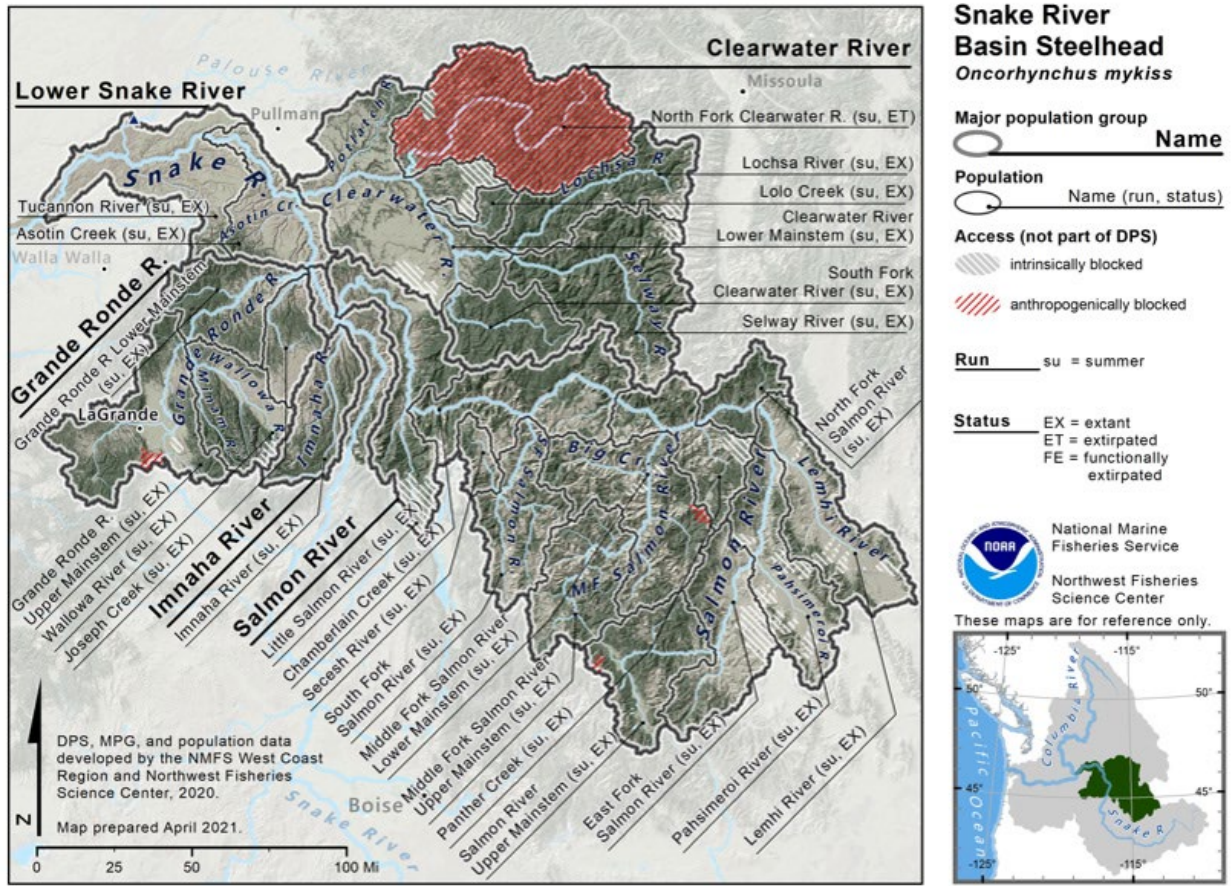 Snake River
Basin Steelhead
Oncorhynchus mykiss
Major population group
Name
Population
Name (run, status)
Access (not part of DPS)
intrinsically blocked
anthropogenically blocked
Run
su = summer
Status
EX = extant
ET = extirpated
FE = functionally
extirpated
NOAA
National Marine
Fisheries Service
Northwest Fisheries
Science Center
These maps are for reference only.
-125
-115
50°
50°
Columbia River
Pacific Ocean
45°
45°
Snake R
-125
-115
Clearwater River
Palouse River
Missoula
Lower Snake River
Pullman
Potlatch R
North Fork Clearwater R. (su, ET)
Lochsa R
Lochsa River (su, EX)
Snake R
Clearwater R.
Lolo Creek (su, EX)
Tucannon River (su, EX)
Asotin Cr
Clearwater River
Lower Mainstem (su, EX)
Asotin Creek (su, EX)
Walla Walla
South Fork
Clearwater River (su, EX)
Selway R
Selway River (su, EX)
Grande Ronde R.
Grande Ronde R Lower Mainstem
(su, EX)
Grande Ronde R
Wallowa R
Minam R
Imnaha R
LaGrande
North Fork
Salmon River
(su, EX)
S Salmon R
Big Cr
M.F. Salmon River
Salmon River
Lemhi River
Pahsimeroi R
Grande Ronde R.
Upper Mainstem (su, EX)
Wallowa River (su, EX)
Joseph Creek (su, EX)
Imnaha River
Imnaha River (su, EX)
Salmon River
Little Salmon River (su, EX)
Chamberlain Creek (su, EX)
Secesh River (su, EX)
South Fork
Salmon River (su, EX)
Middle Fork Salmon River
Lower Mainstem (su, EX)
Middle Fork Salmon River
Upper Mainstem (su, EX)
Panther Creek (su, EX)
Salmon River
Upper Mainstem (su, EX)
East Fork
Salmon River (su, EX)
Pahsimeroi River (su, EX)
Lemhi River (su, EX)
DPS, MPG, and population data
developed by the NMFS West Coast
Region and Northwest Fisheries
Science Center, 2020.
Map prepared April 2021.
Boise
Snake River
N
0 25 50 100 Mi